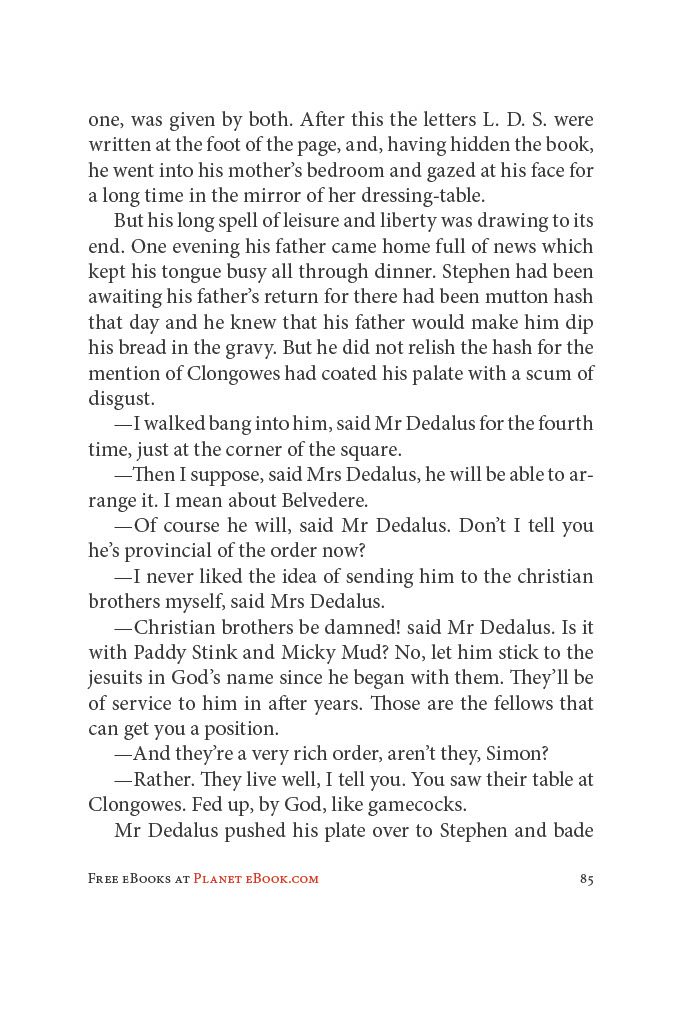 one, was given by both. After this the letters L. D. S. were
written at the foot of the page, and, having hidden the book,
he went into his mother’s bedroom and gazed at his face for
a long time in the mirror of her dressing-table.
But his long spell of leisure and liberty was drawing to its
end. One evening his father came home full of news which
kept his tongue busy all through dinner. Stephen had been
awaiting his father’s return for there had been mutton hash
that day and he knew that his father would make him dip
his bread in the gravy. But he did not relish the hash for the
mention of Clongowes had coated his palate with a scum of
disgust.
—I walked bang into him, said Mr Dedalus for the fourth
time, just at the corner of the square.
—Then I suppose, said Mrs Dedalus, he will be able to ar-
range it. I mean about Belvedere.
—Of course he will, said Mr Dedalus. Don’t I tell you
he’s provincial of the order now?
—I never liked the idea of sending him to the christian
brothers myself, said Mrs Dedalus.
—Christian brothers be damned! said Mr Dedalus. Is it
with Paddy Stink and Micky Mud? No, let him stick to the
jesuits in God’s name since he began with them. They’ll be
of service to him in after years. Those are the fellows that
can get you a position.
—And they’re a very rich order, aren’t they, Simon?
—Rather. They live well, I tell you. You saw their table at
Clongowes. Fed up, by God, like gamecocks.
Mr Dedalus pushed his plate over to Stephen and bade
Free eBooks at Planet eBook.com 85